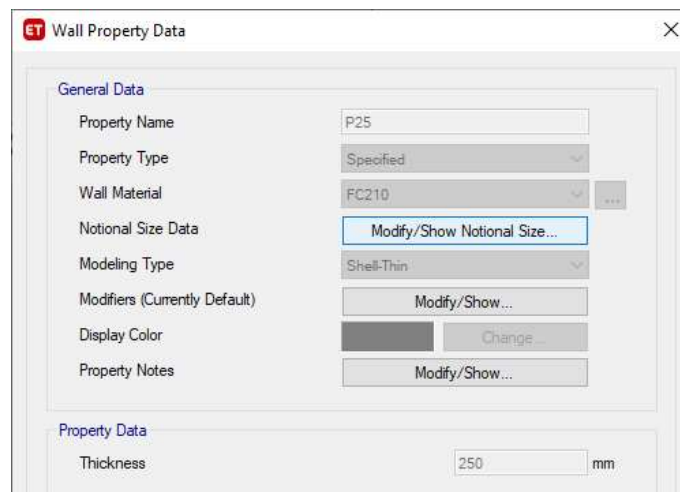 ET Wall Property Data
General Data
Property Name P25
Property Type Specified
Wall Material FC210 ...
Notional Size Data Modify/Show Notional Size...
Modeling Type Shell-Thin
Modifiers (Currently Default) Modify/Show...
Display Color Change...
Property Notes Modify/Show...
Property Data
Thickness 250 mm